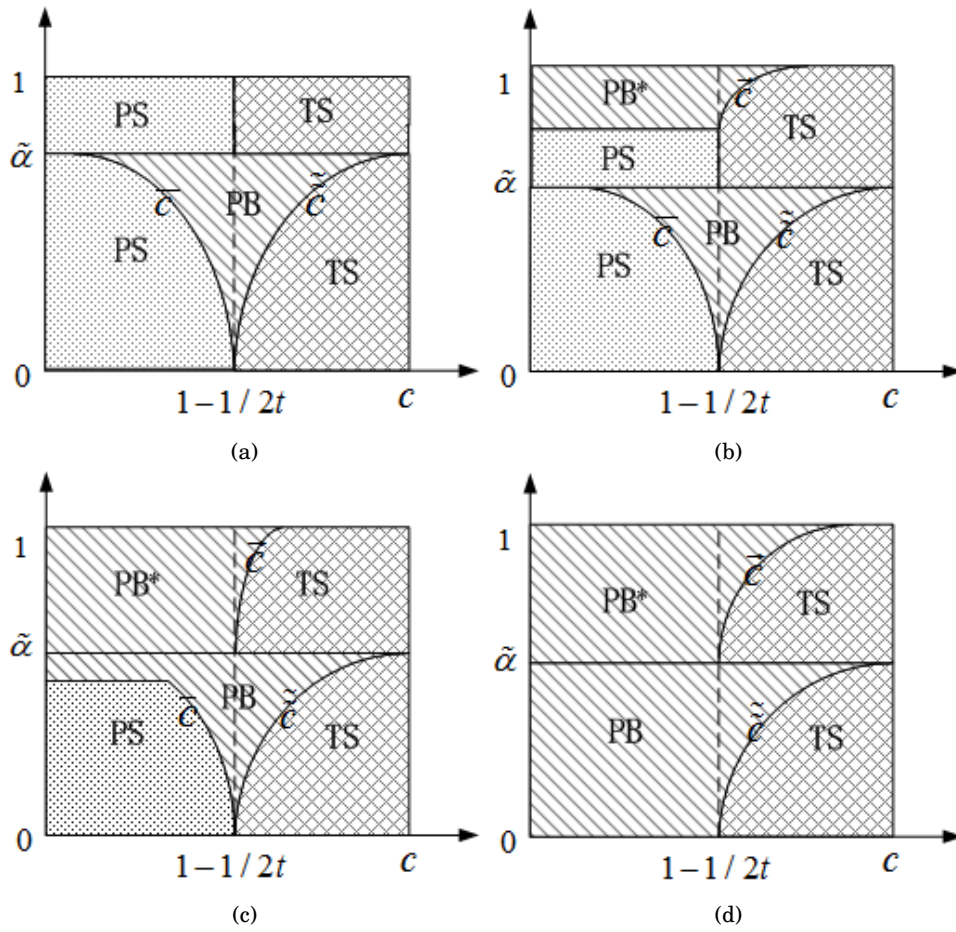 1
PS
TS
α̃
c̄
PB
c̃̃
PS
TS
0
1−1/2t
c
(a)
1
PB*
c⃗
TS
PS
α̃
c̄
PB
c̃̃
PS
TS
0
1−1/2t
c
(b)
1
PB*
c⃗
TS
α̃
PB
c̄
c̃̃
PS
TS
0
1−1/2t
c
(c)
1
PB*
c⃗
TS
α̃
PB
c̃̃
TS
0
1−1/2t
c
(d)